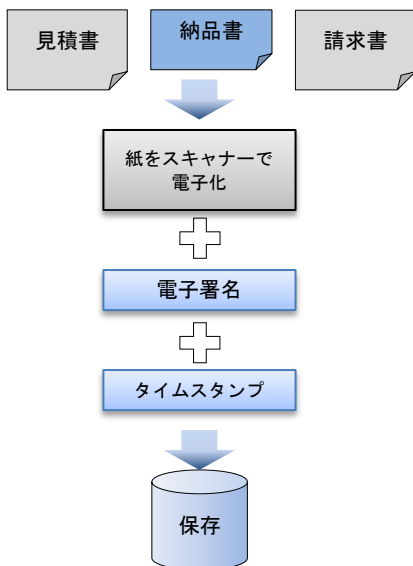 見積書
納品書
請求書
紙をスキャナーで
電子化
電子署名
タイムスタンプ
保存